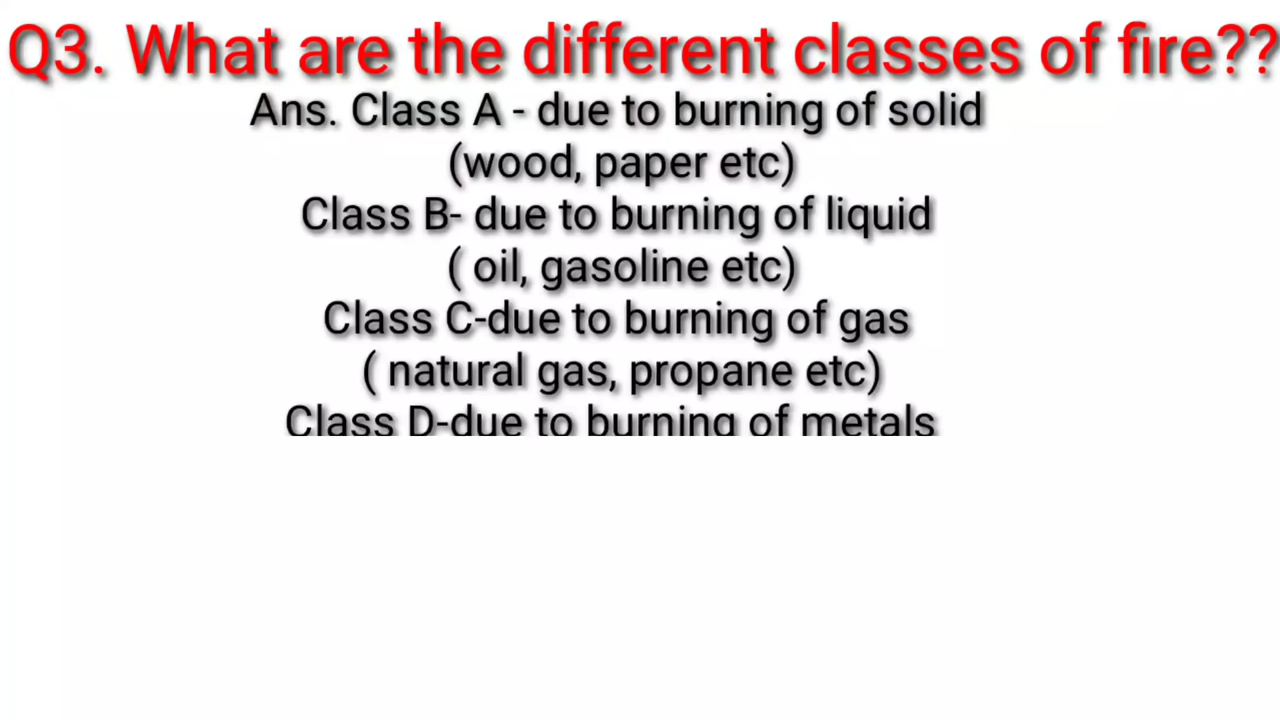 Q3. What are the different classes of fire??
Ans. Class A - due to burning of solid
(wood, paper etc)
Class B- due to burning of liquid
( oil, gasoline etc)
Class C-due to burning of gas
( natural gas, propane etc)
Class D-due to burning of metals